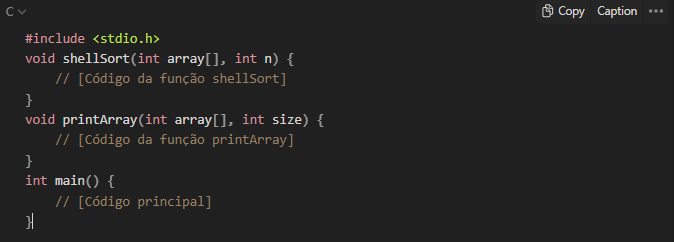 C
Copy Caption
#include <stdio.h>
void shellSort(int array[], int n) {
    // [Código da função shellSort]
}
void printArray(int array[], int size) {
    // [Código da função printArray]
}
int main() {
    // [Código principal]
}